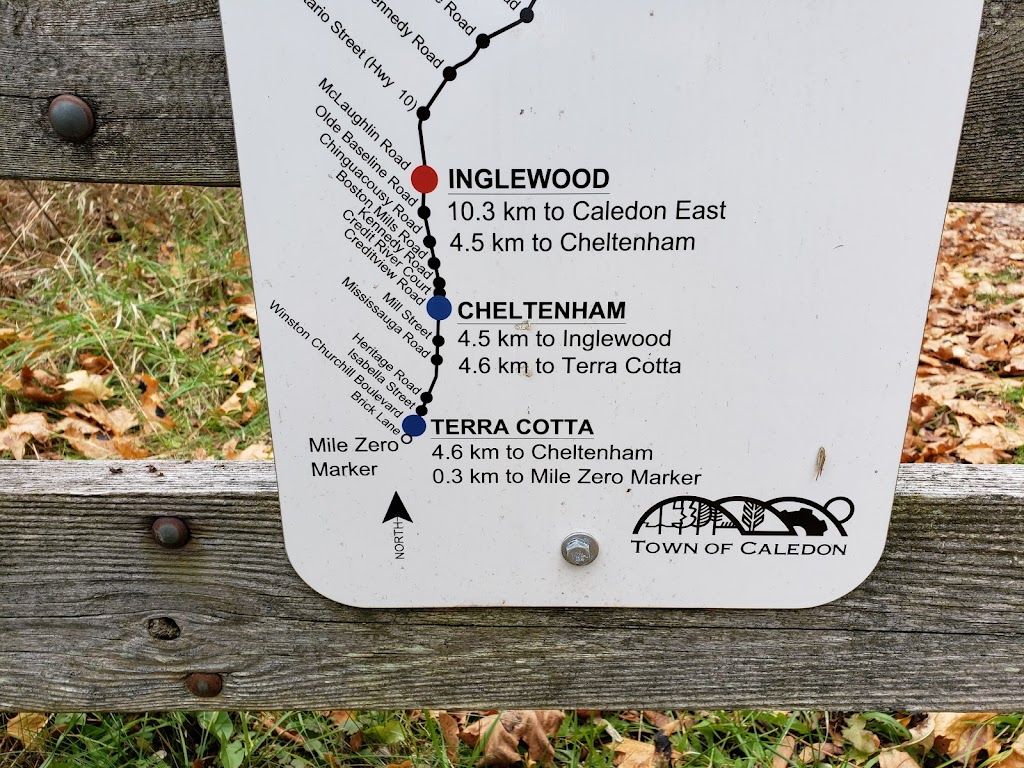 Kennedy Road
Road
Street (Hwy 10)
McLaughlin Road
Olde Baseline Road
Chinguacousy Road
Boston Mills Road
Kennedy Road
Credit River Court
Creditview Road
INGLEWOOD
10.3 km to Caledon East
4.5 km to Cheltenham
Mill Street
Mississauga Road
CHELTENHAM
4.5 km to Inglewood
4.6 km to Terra Cotta
Heritage Road
Isabella Street
Winston Churchill Boulevard
Brick Lane
TERRA COTTA
4.6 km to Cheltenham
0.3 km to Mile Zero Marker
Mile Zero
Marker
NORTH
TOWN OF CALEDON